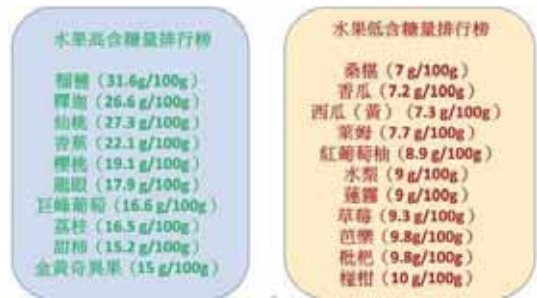 水果高含糖量排行榜
榴槤（31.6g/100g）
釋迦（26.6 g/100g）
仙桃（27.3 g/100g）
香蕉（22.1 g/100g）
櫻桃（19.1 g/100g）
龍眼（17.9 g/100g）
巨峰葡萄（16.6 g/100g）
荔枝（16.5 g/100g）
甜柿（15.2 g/100g）
金黃奇異果（15 g/100g）
水果低含糖量排行榜
桑椹（7 g/100g）
香瓜（7.2 g/100g）
西瓜（黃）（7.3 g/100g）
萊姆（7.7 g/100g）
紅葡萄柚（8.9 g/100g）
水梨（9 g/100g）
蓮霧（9 g/100g）
草莓（9.3 g/100g）
芭樂（9.8g/100g）
枇杷（9.8g/100g）
椪柑（10 g/100g）